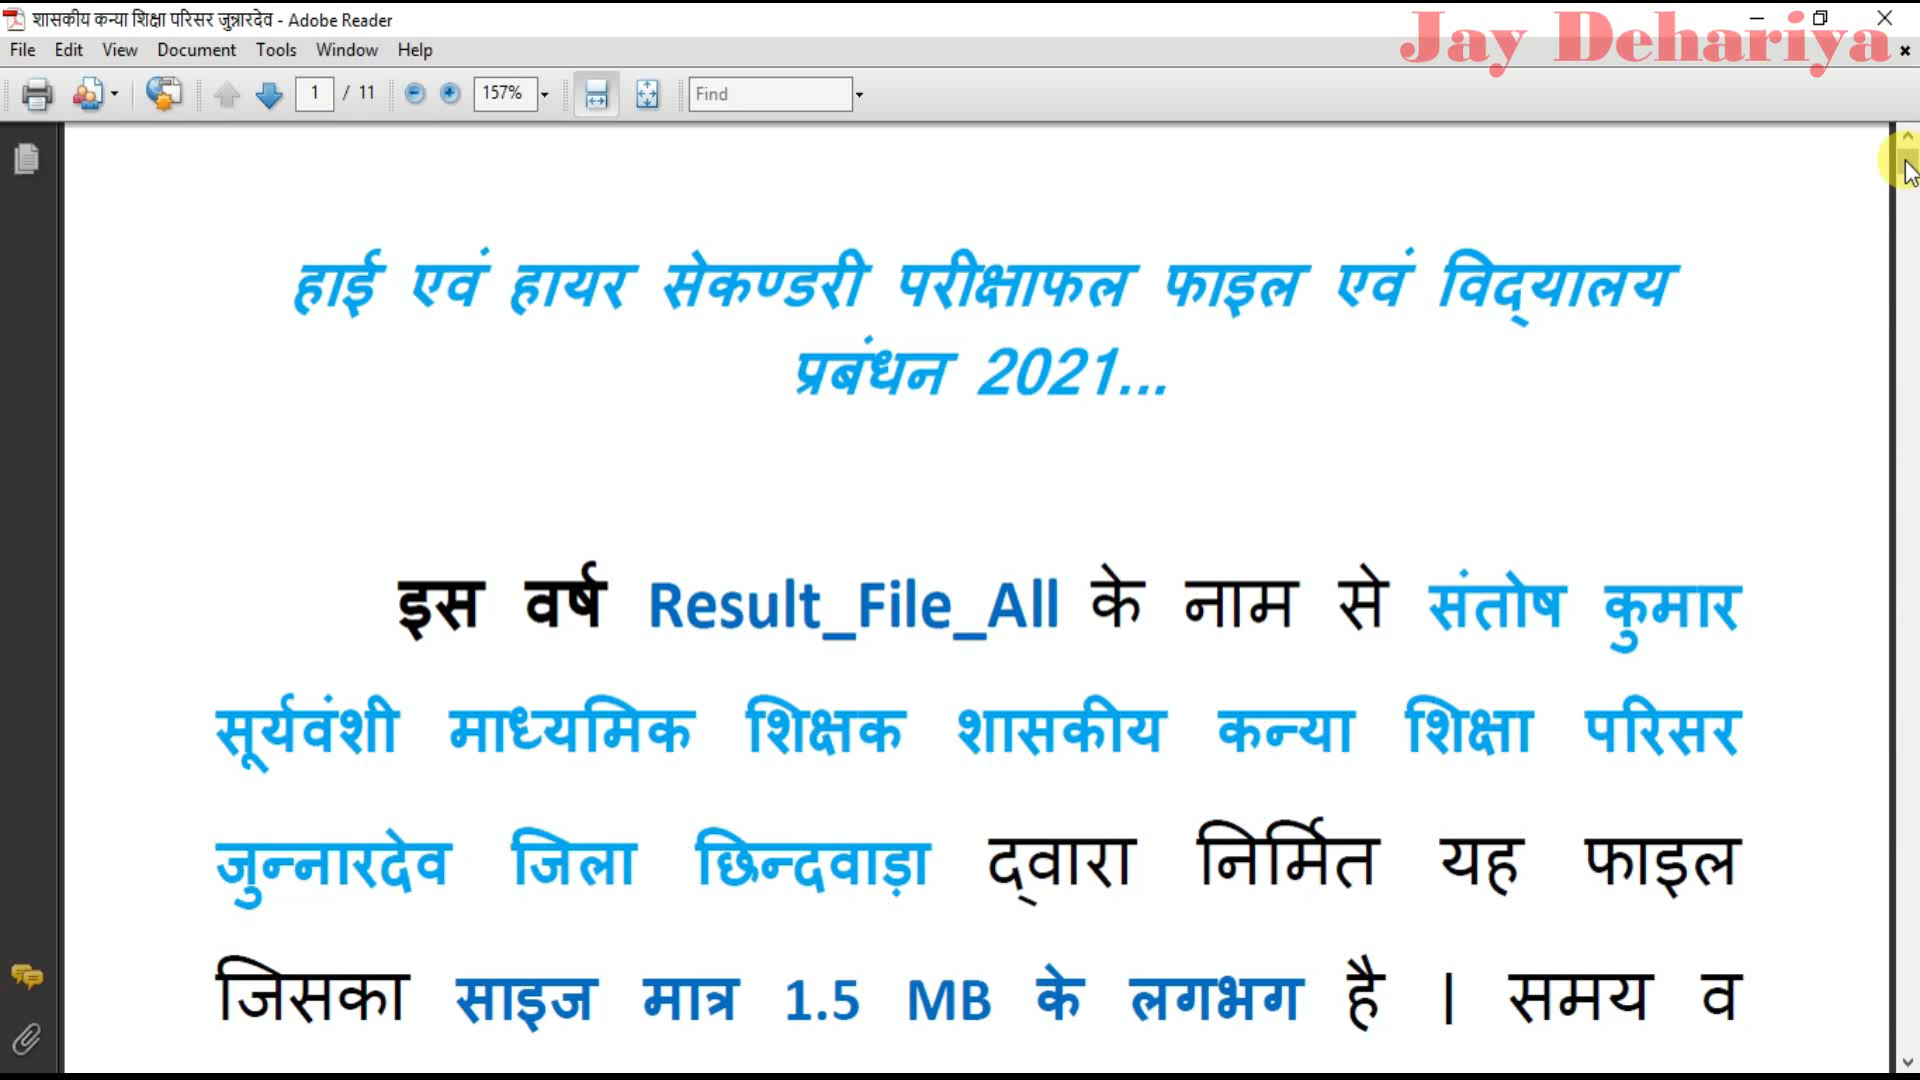 शासकीय कन्या शिक्षा परिसर जुन्नारदेव - Adobe Reader
Jay Dehariya
File Edit View Document Tools Window Help
1 / 11 157% Find
हाई एवं हायर सेकण्डरी परीक्षाफल फाइल एवं विद्यालय
प्रबंधन 2021...
इस वर्ष Result_File_All के नाम से संतोष कुमार
सूर्यवंशी माध्यमिक शिक्षक शासकीय कन्या शिक्षा परिसर
जुन्नारदेव जिला छिन्दवाड़ा द्वारा निर्मित यह फाइल
जिसका साइज मात्र 1.5 MB के लगभग है । समय व